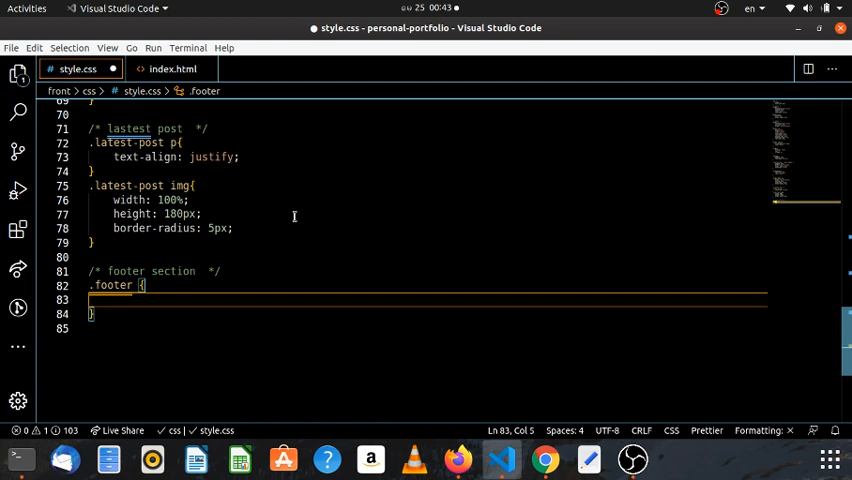 Activities Visual Studio Code 25 00:43 en
style.css - personal-portfolio - Visual Studio Code
File Edit Selection View Go Run Terminal Help
style.css index.html
front > css > style.css > .footer
69 }
70
71 /* lastest post */
72 .latest-post p{
73 text-align: justify;
74 }
75 .latest-post img{
76 width: 100%;
77 height: 180px;
78 border-radius: 5px;
79 }
80
81 /* footer section */
82 .footer {
83
84 }
85
0 1 103 Live Share css style.css Ln 83, Col 5 Spaces: 4 UTF-8 CRLF CSS Prettier Formatting: ×